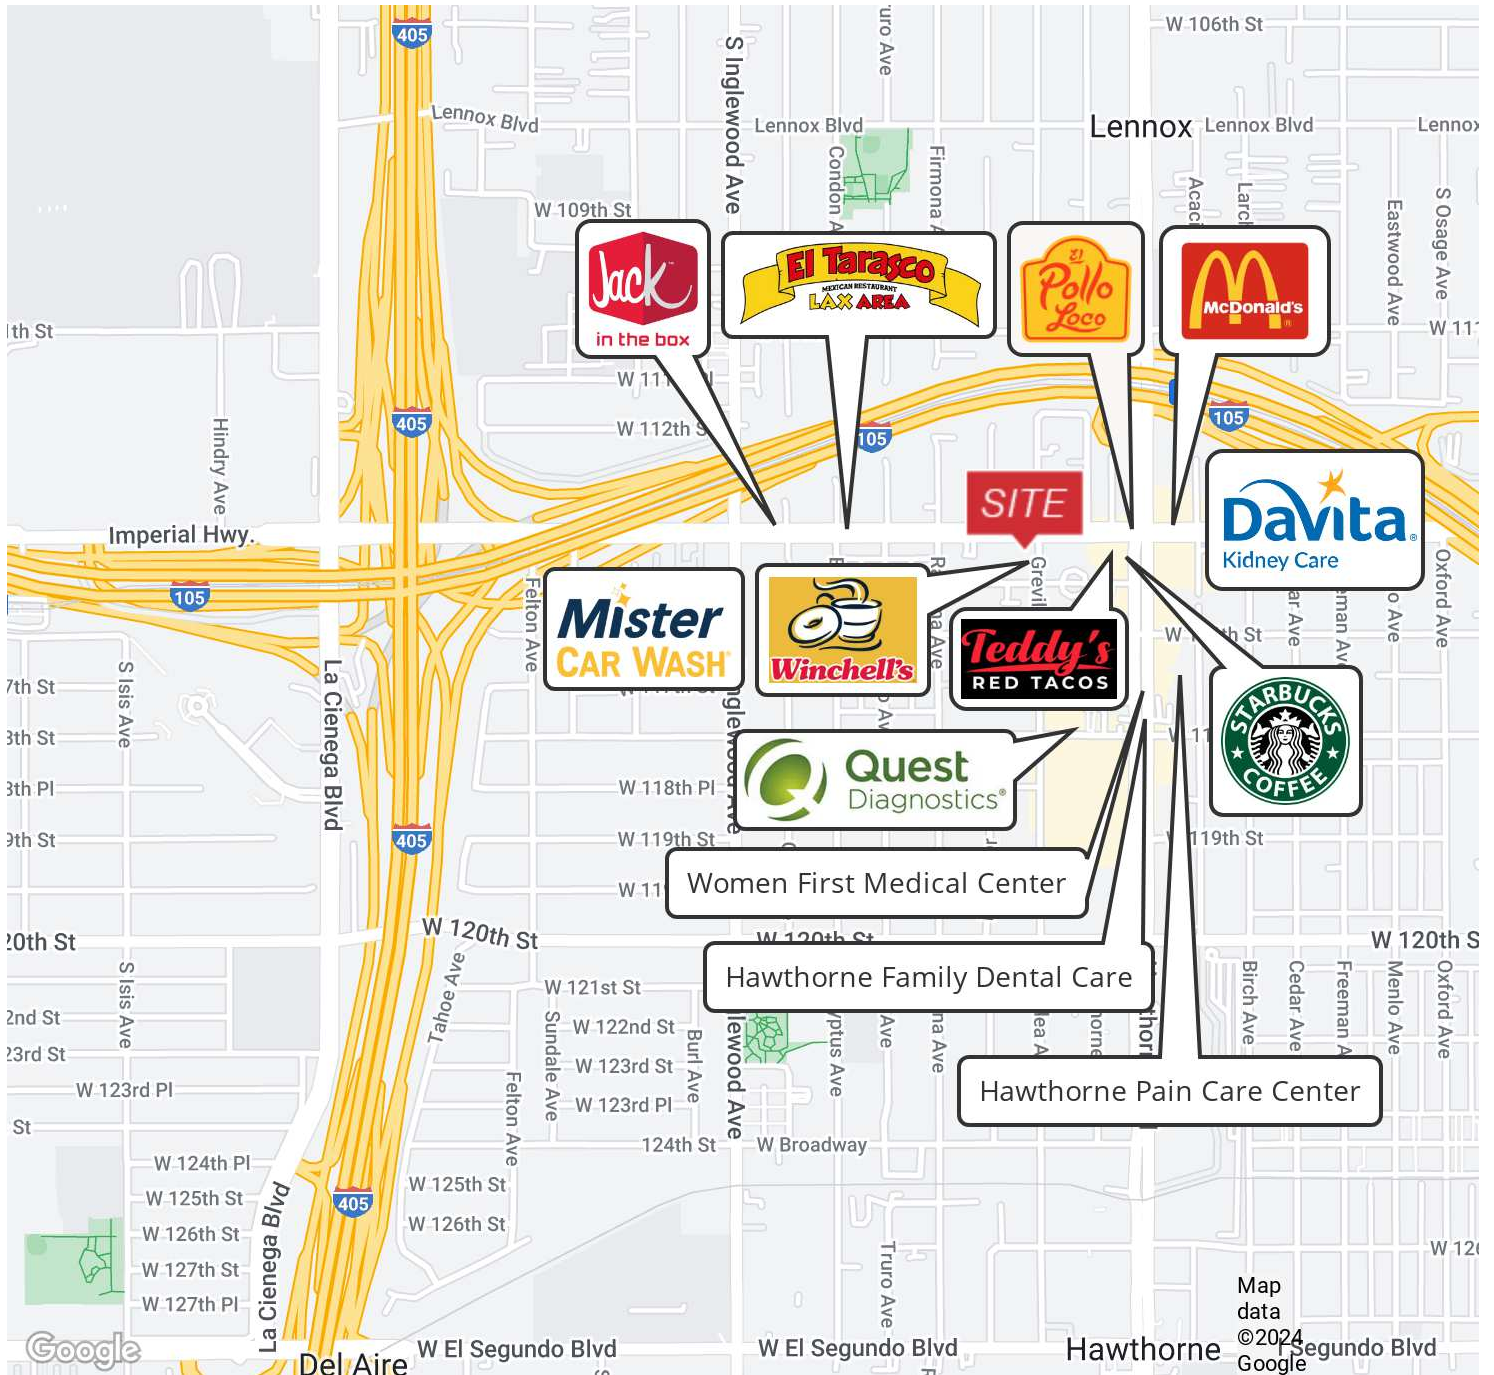 405
W 106th St
S Inglewood Ave
Lennox Blvd
Lennox Blvd
Lennox
Lennox Blvd
Lennox
W 109th St
Eastwood Ave
S Osage Ave
Jack
in the box
El Tarasco
MEXICAN RESTAURANT
LAX AREA
El
Pollo
Loco
McDonald's
W 112th
405
105
105
Hindry Ave
SITE
DaVita
Kidney Care
Imperial Hwy.
105
Felton Ave
Oxford Ave
Mister
CAR WASH
Winchell's
Teddy's
RED TACOS
STARBUCKS
COFFEE
S Isis Ave
La Cienega Blvd
Quest
Diagnostics
W 118th Pl
405
W 119th St
119th St
Women First Medical Center
W 120th St
W 120th St
W 120th S
Hawthorne Family Dental Care
S Isis Ave
Tahoe Ave
W 121st St
Sundale Ave
W 122nd St
Burl Ave
W 123rd St
W 123rd Pl
Birch Ave
Cedar Ave
Freeman A
Menlo Ave
Oxford Ave
W 123rd Pl
Felton Ave
Hawthorne Pain Care Center
124th St
W Broadway
W 124th Pl
W 125th St
W 126th St
W 127th St
W 127th Pl
405
W 125th St
W 126th St
La Cienega Blvd
Truro Ave
Map
data
©2024
Google
Google
Del Aire
W El Segundo Blvd
W El Segundo Blvd
Hawthorne
Segundo Blvd